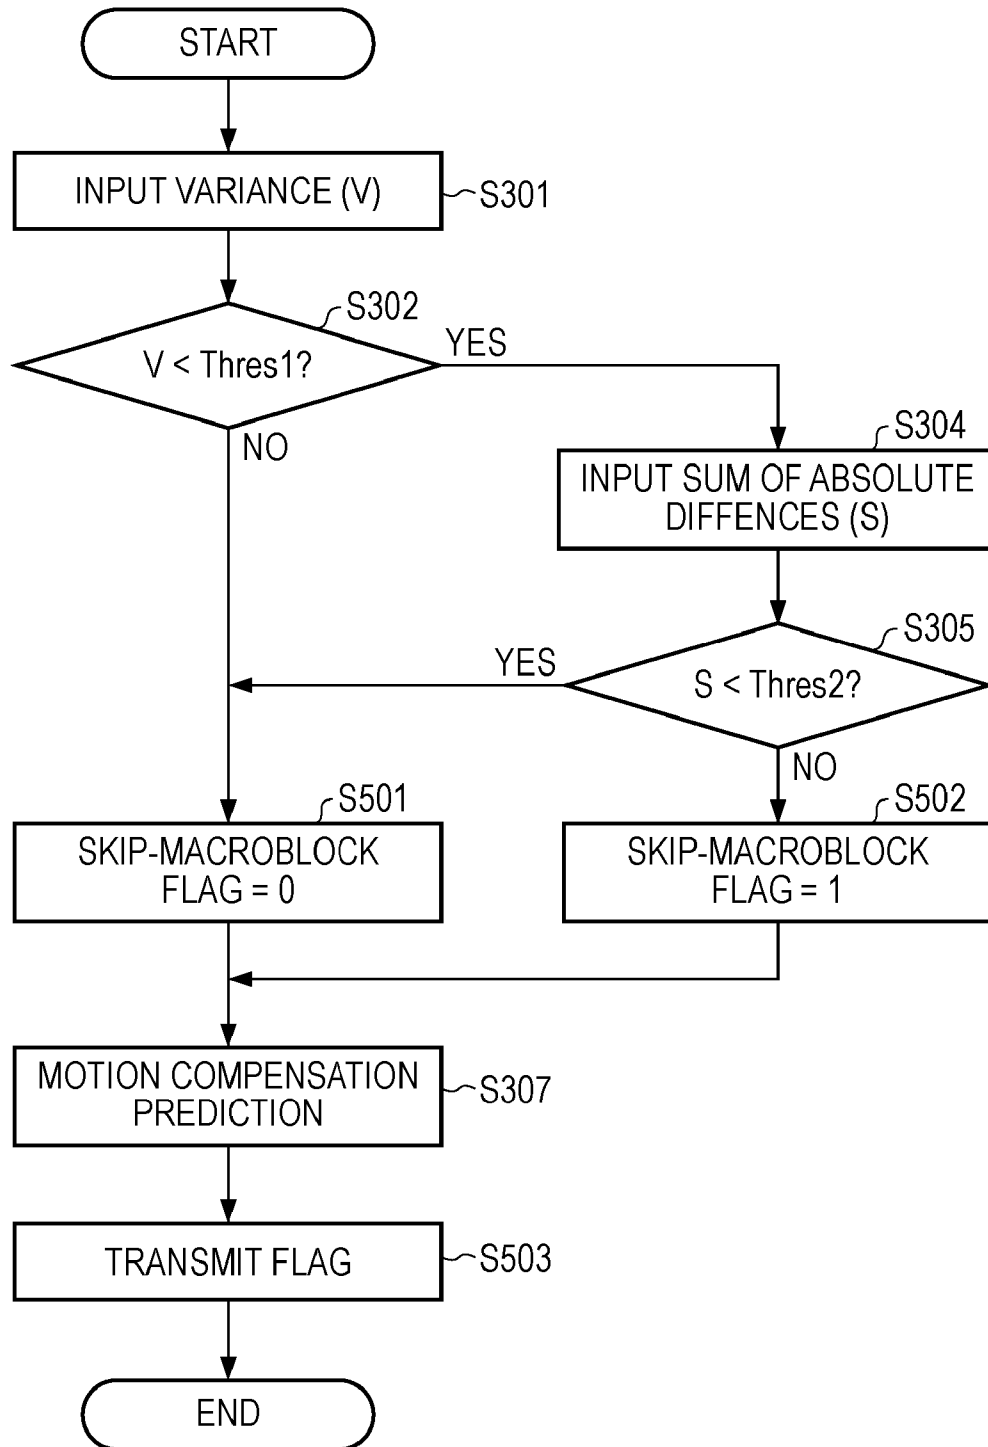 START
INPUT VARIANCE (V)
S301
S302
V < Thres1?
YES
NO
S304
INPUT SUM OF ABSOLUTE
DIFFENCES (S)
S305
S < Thres2?
YES
NO
S501
SKIP-MACROBLOCK
FLAG = 0
S502
SKIP-MACROBLOCK
FLAG = 1
MOTION COMPENSATION
PREDICTION
S307
TRANSMIT FLAG
S503
END